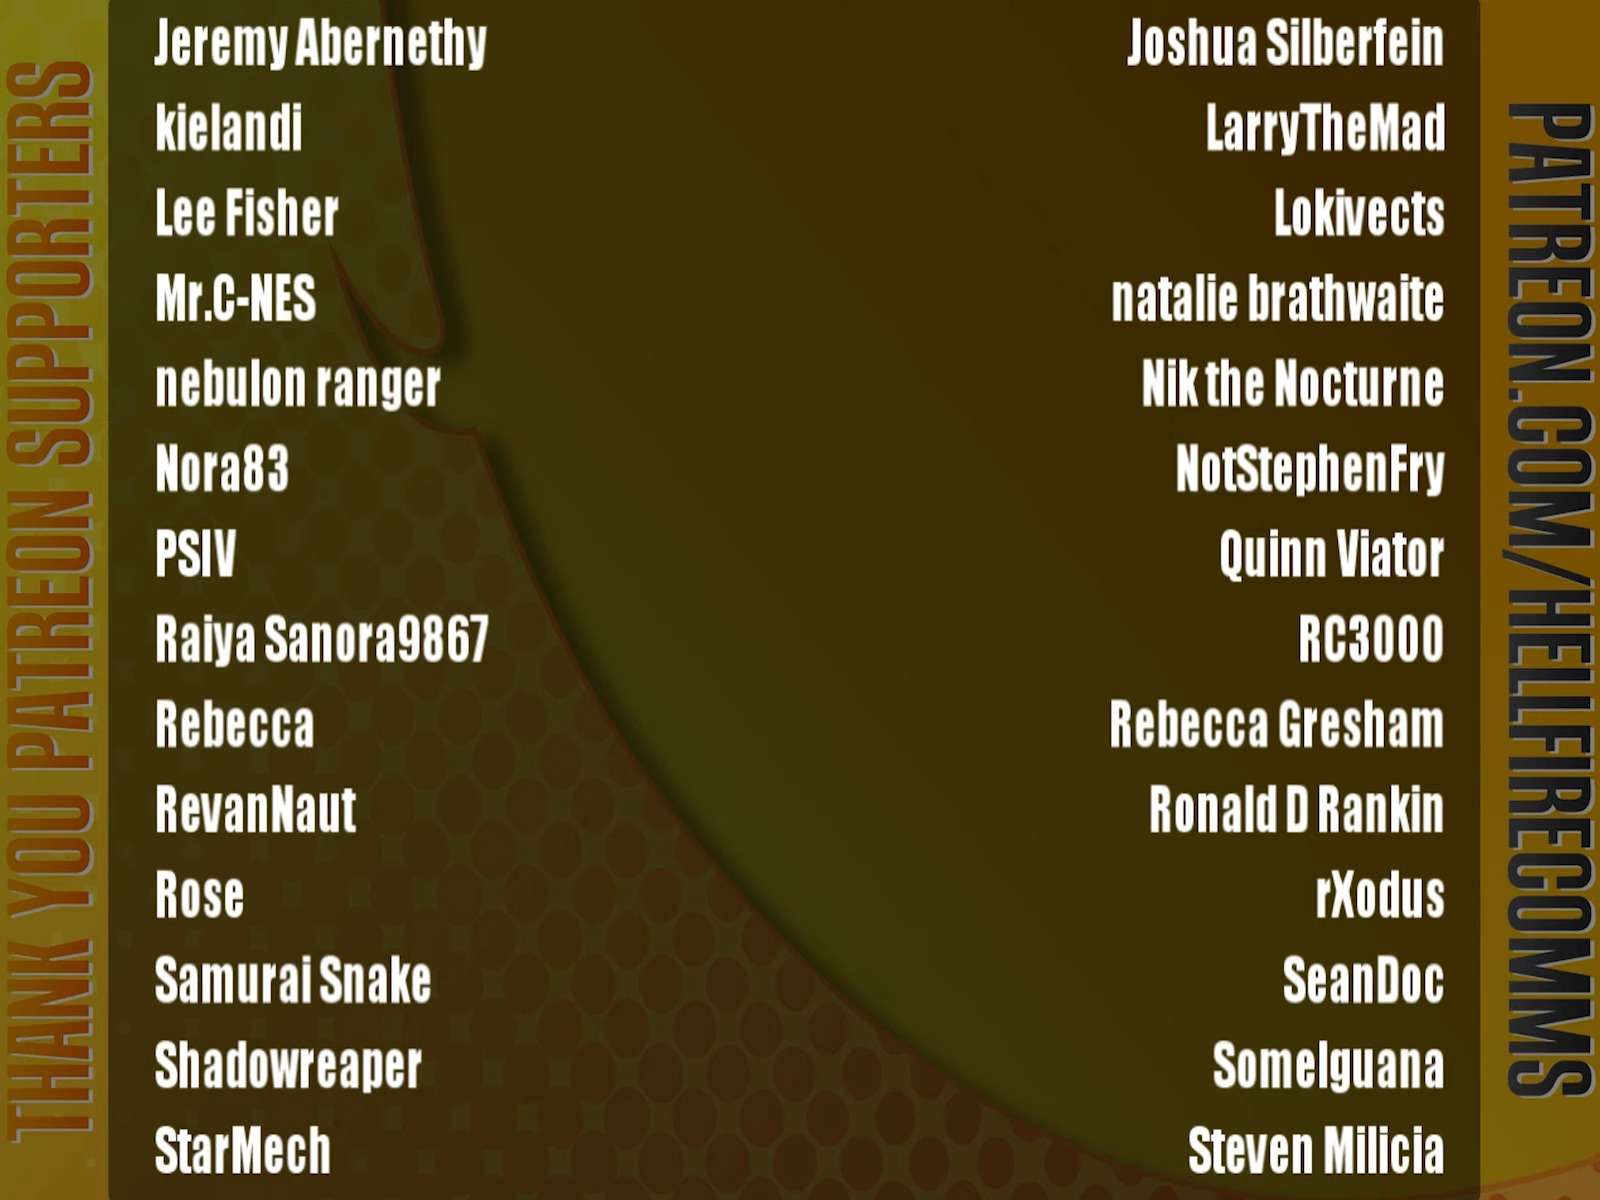 THANK YOU PATREON SUPPORTERS
Jeremy Abernethy
kielandi
Lee Fisher
Mr.C-NES
nebulon ranger
Nora83
PSIV
Raiya Sanora9867
Rebecca
RevanNaut
Rose
Samurai Snake
Shadowreaper
StarMech
Joshua Silberfein
LarryTheMad
Lokivects
natalie brathwaite
Nik the Nocturne
NotStephenFry
Quinn Viator
RC3000
Rebecca Gresham
Ronald D Rankin
rXodus
SeanDoc
SomeIguana
Steven Milicia
PATREON.COM/HELLFIRECOMMS